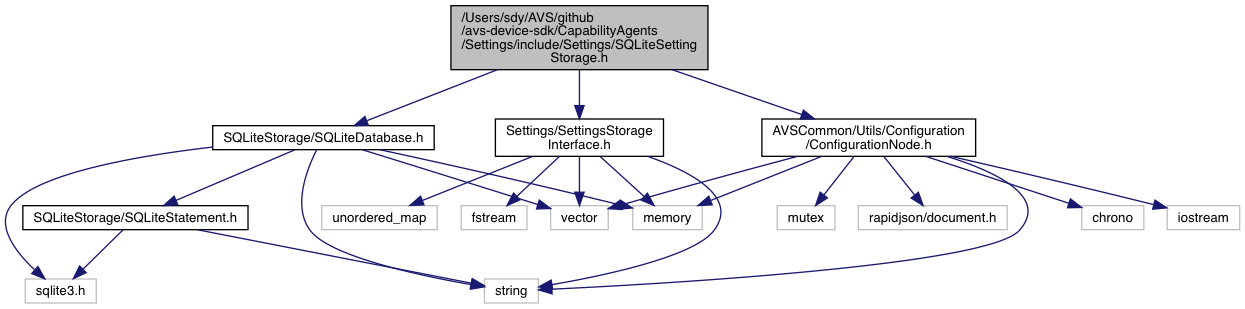 /Users/sdy/AVS/github
/avs-device-sdk/CapabilityAgents
/Settings/include/Settings/SQLiteSetting
Storage.h
SQLiteStorage/SQLiteDatabase.h
Settings/SettingsStorage
Interface.h
AVSCommon/Utils/Configuration
/ConfigurationNode.h
SQLiteStorage/SQLiteStatement.h
unordered_map
fstream
vector
memory
mutex
rapidjson/document.h
chrono
iostream
sqlite3.h
string